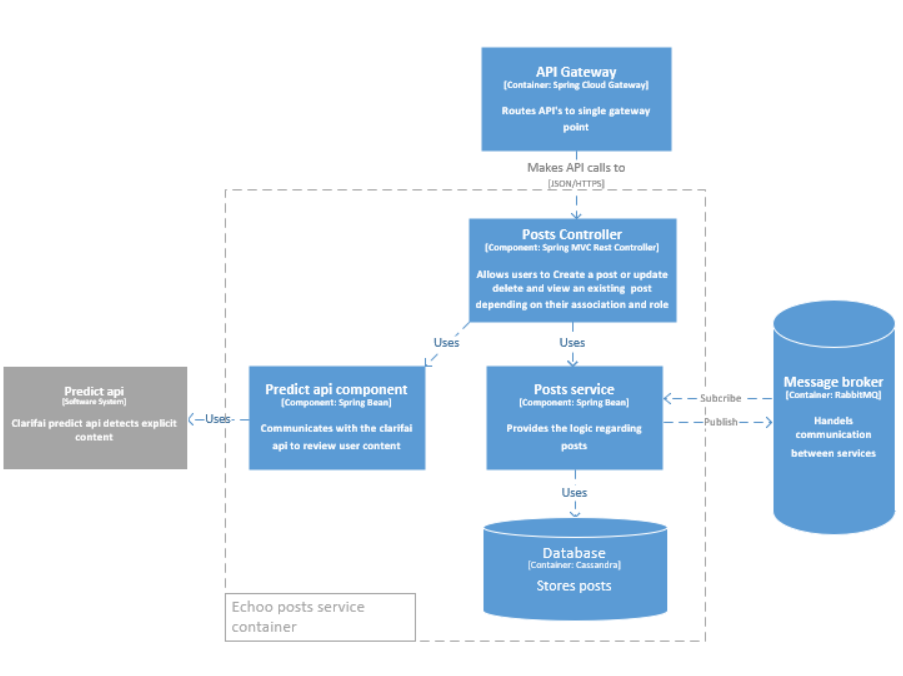 API Gateway
[Container: Spring Cloud Gateway]
Routes API's to single gateway
point
Makes API calls to
[JSON/HTTPS]
Posts Controller
[Component: Spring MVC Rest Controller]
Allows users to Create a post or update
delete and view an existing post
depending on their association and role
Uses
Uses
Predict api
[Software System]
Clarifai predict api detects explicit
content
Uses
Predict api component
[Component: Spring Bean]
Communicates with the clarifai
api to review user content
Posts service
[Component: Spring Bean]
Provides the logic regarding
posts
Subcribe
Publish
Message broker
[Container: RabbitMQ]
Handels
communication
between services
Uses
Database
[Container: Cassandra]
Stores posts
Echoo posts service
container